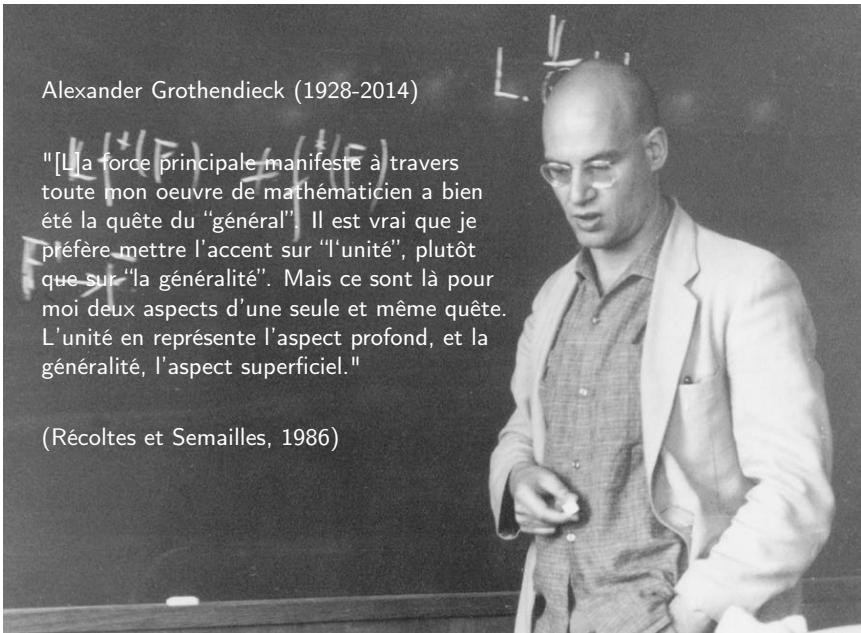 Alexander Grothendieck (1928-2014)
"[L]a force principale manifeste à travers
toute mon oeuvre de mathématicien a bien
été la quête du “général”. Il est vrai que je
préfère mettre l'accent sur “l‘unité”, plutôt
que sur “la généralité”. Mais ce sont là pour
moi deux aspects d'une seule et même quête.
L'unité en représente l'aspect profond, et la
généralité, l'aspect superficiel."
(Récoltes et Semailles, 1986)